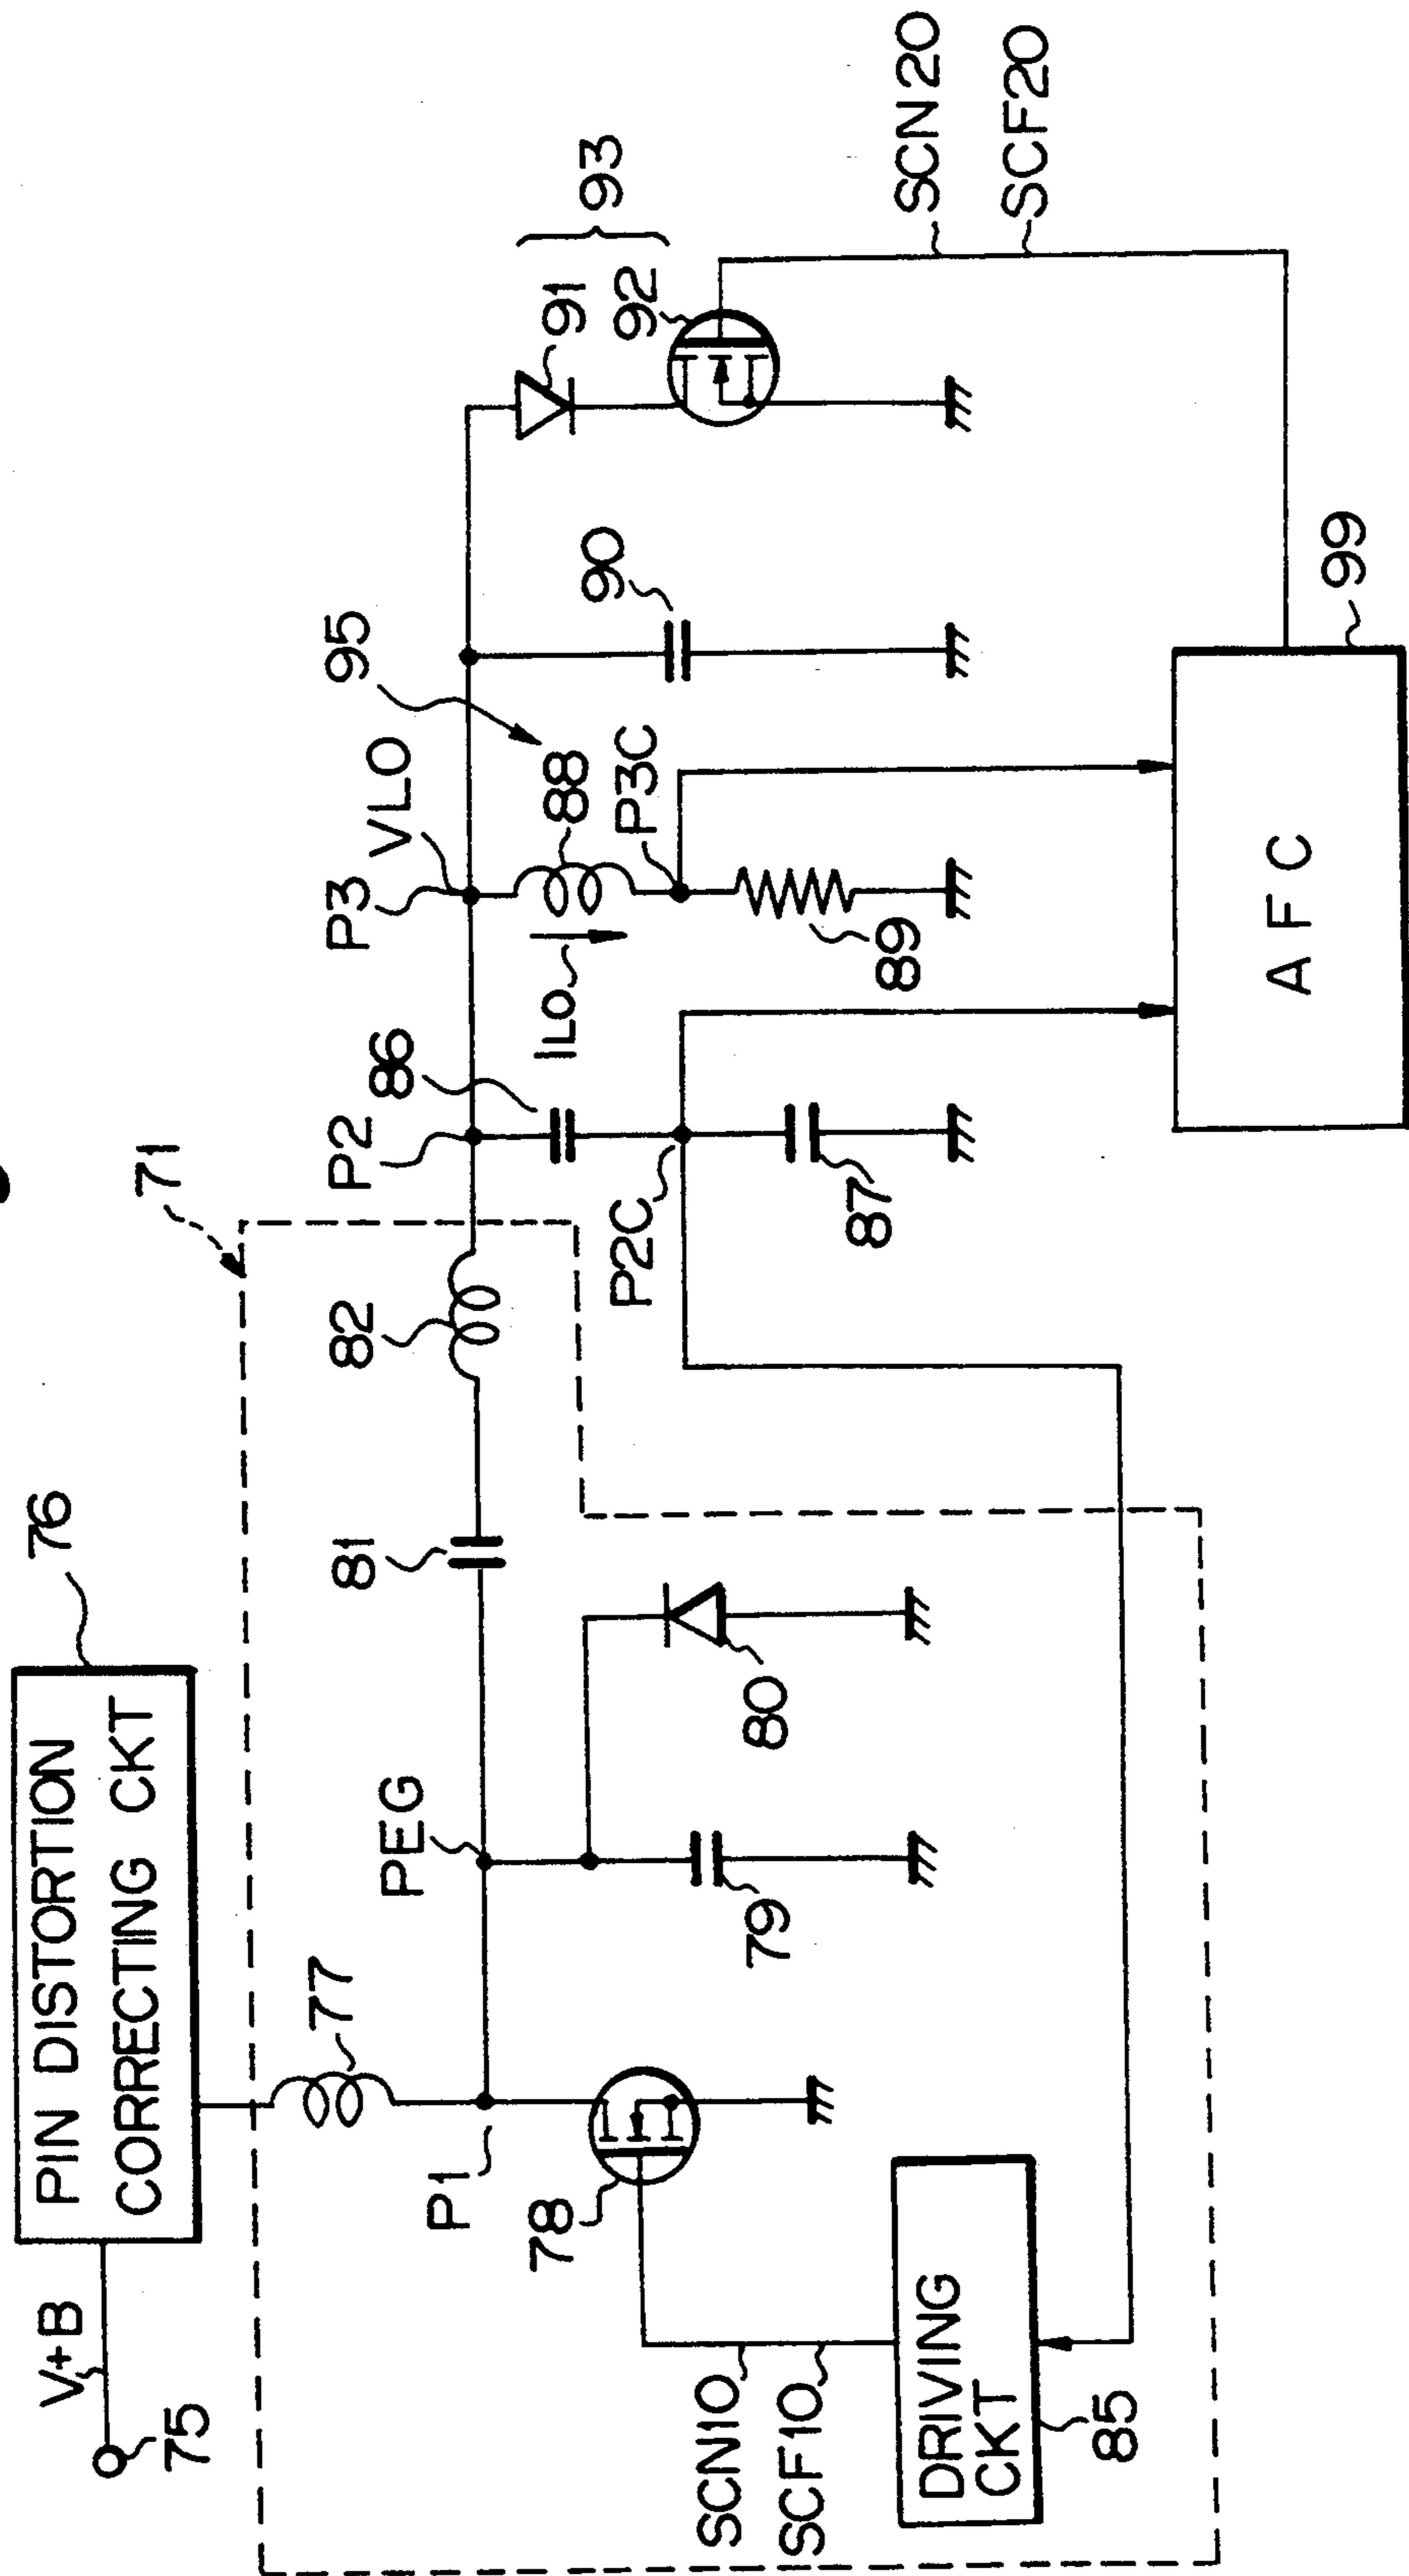 75
V+B
PIN DISTORTION
CORRECTING CKT
76
71
77
P1
78
PEG
79
80
81
82
SCN10
SCF10
DRIVING
CKT
85
P2
86
P2C
87
P3
VLO
ILO
88
P3C
89
95
90
91
92
93
SCN20
SCF20
AFC
99